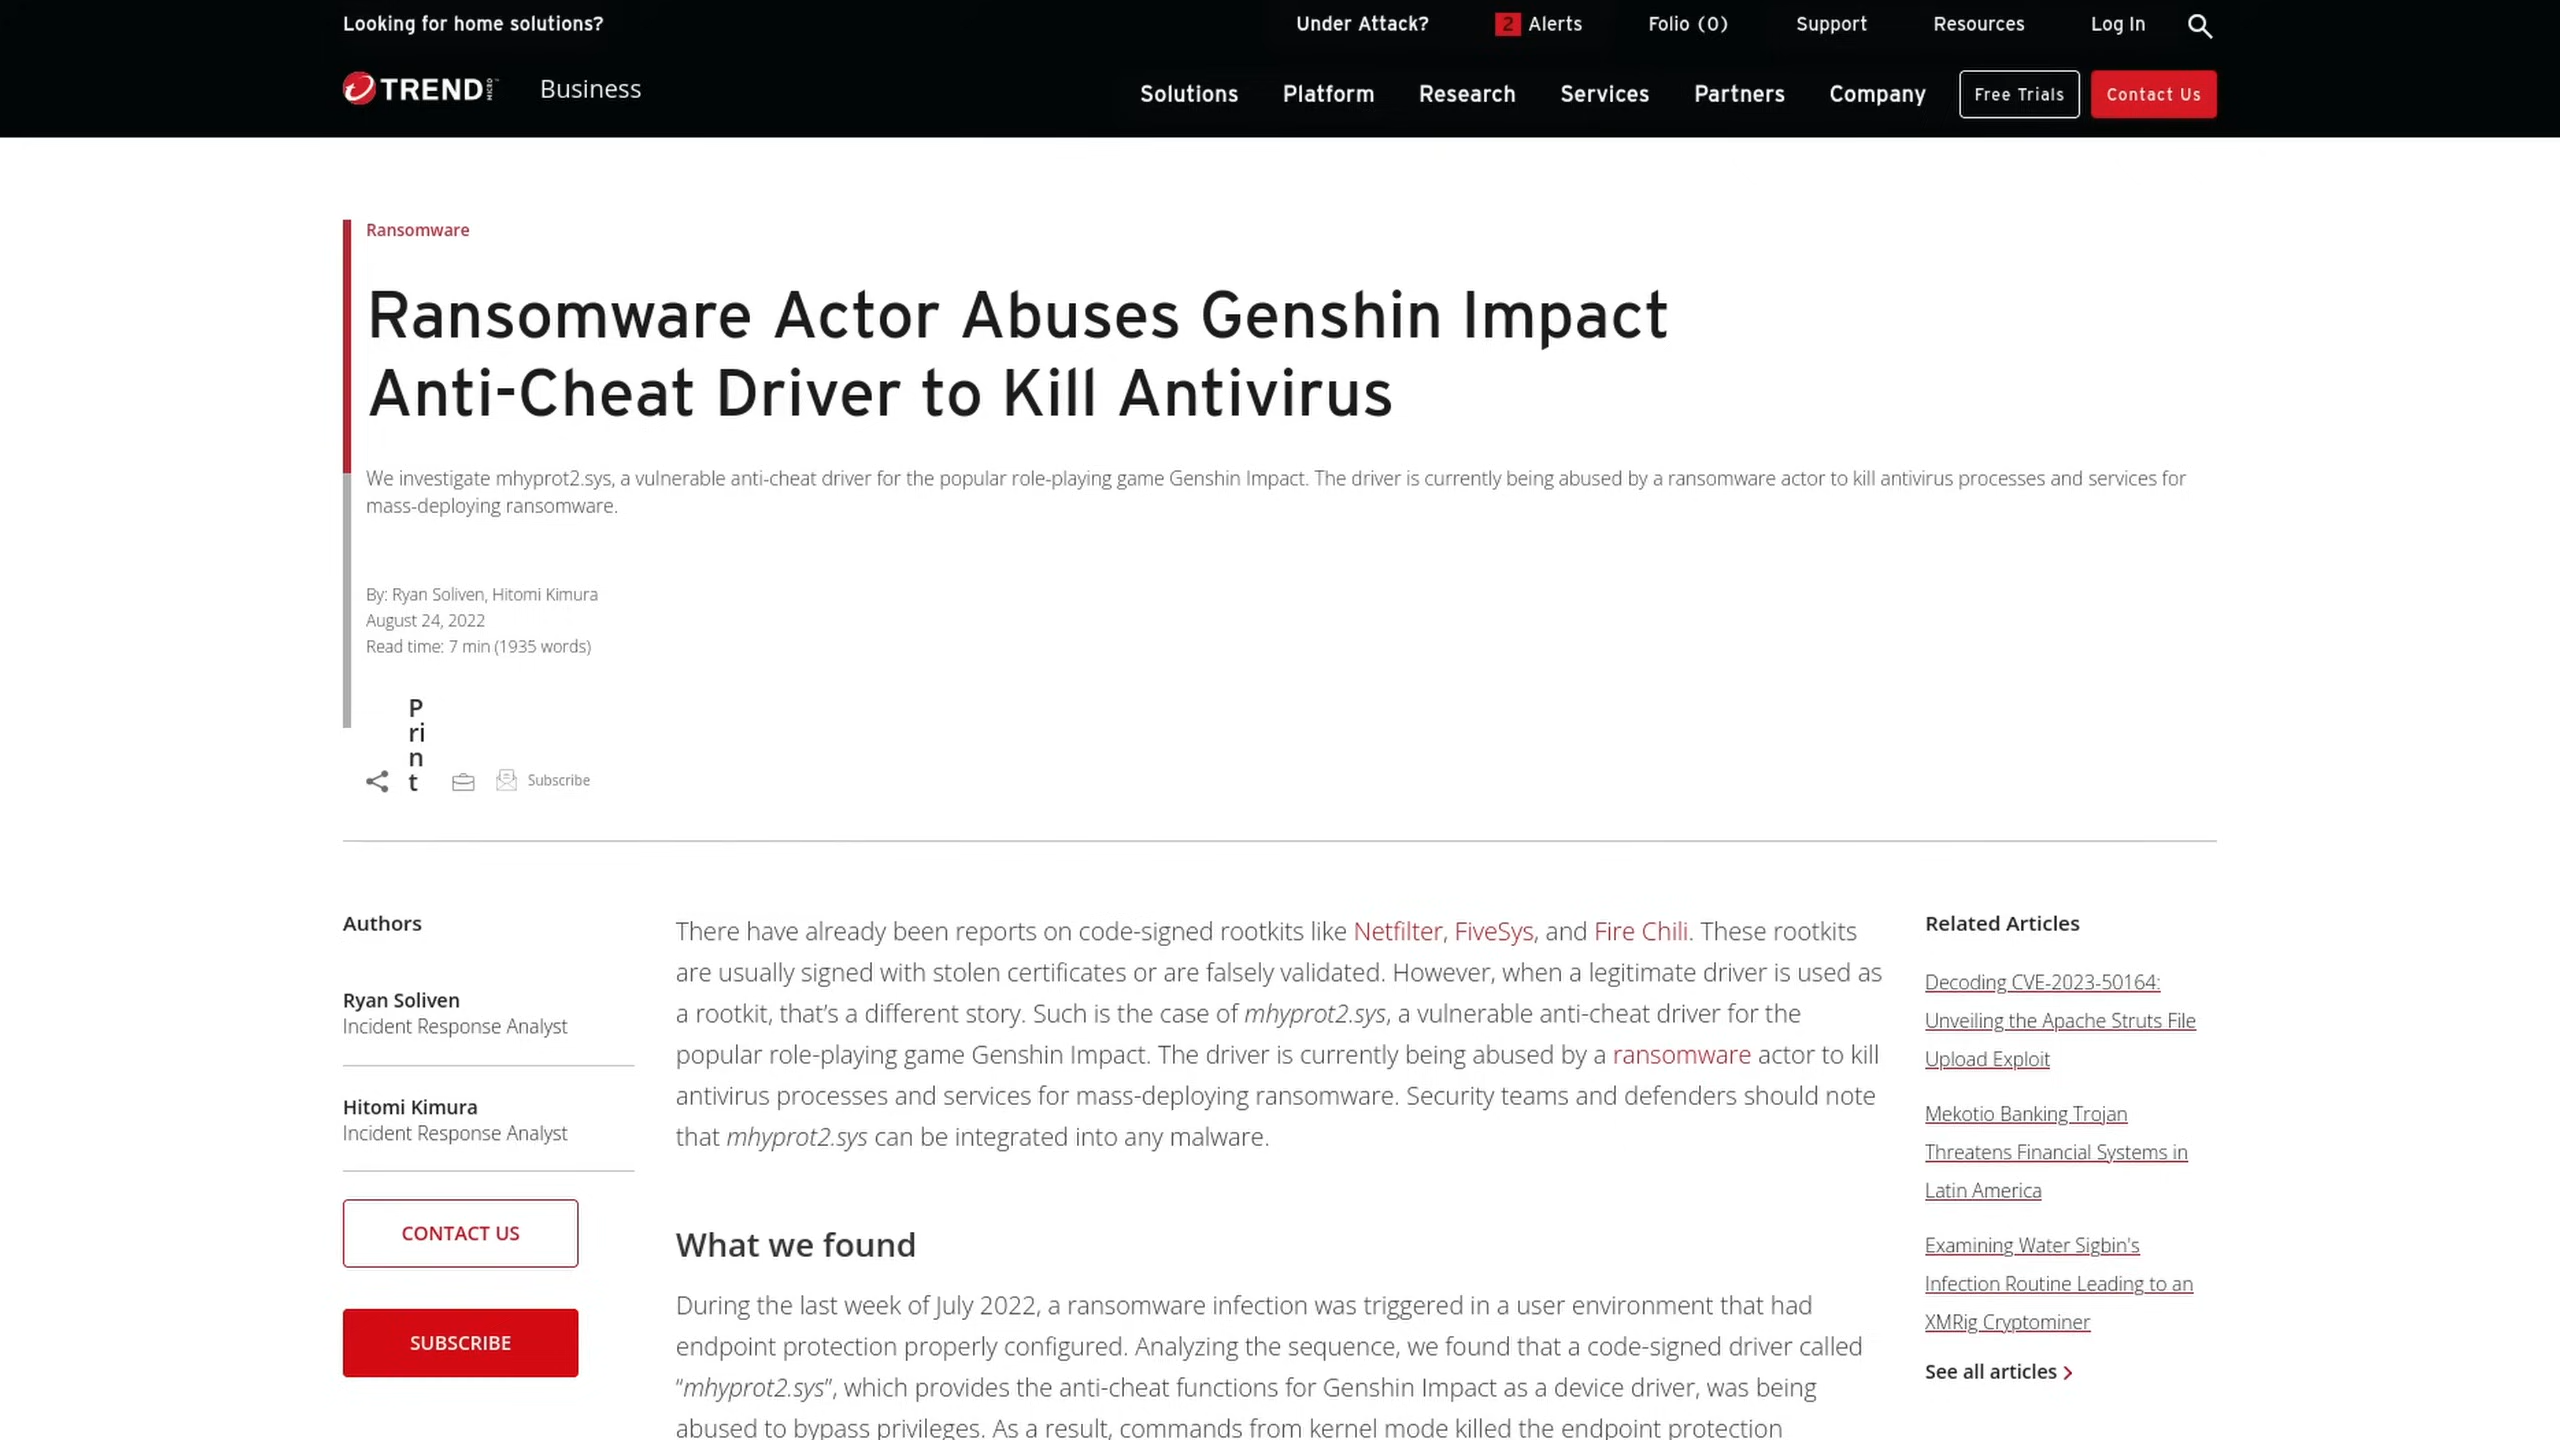 Looking for home solutions?
Under Attack?
2 Alerts
Folio (0)
Support
Resources
Log In
TREND MICRO
Business
Solutions
Platform
Research
Services
Partners
Company
Free Trials
Contact Us
Ransomware
Ransomware Actor Abuses Genshin Impact
Anti-Cheat Driver to Kill Antivirus
We investigate mhyprot2.sys, a vulnerable anti-cheat driver for the popular role-playing game Genshin Impact. The driver is currently being abused by a ransomware actor to kill antivirus processes and services for
mass-deploying ransomware.
By: Ryan Soliven, Hitomi Kimura
August 24, 2022
Read time: 7 min (1935 words)
P
ri
n
t
Subscribe
Authors
Ryan Soliven
Incident Response Analyst
Hitomi Kimura
Incident Response Analyst
CONTACT US
SUBSCRIBE
There have already been reports on code-signed rootkits like Netfilter, FiveSys, and Fire Chili. These rootkits
are usually signed with stolen certificates or are falsely validated. However, when a legitimate driver is used as
a rootkit, that’s a different story. Such is the case of mhyprot2.sys, a vulnerable anti-cheat driver for the
popular role-playing game Genshin Impact. The driver is currently being abused by a ransomware actor to kill
antivirus processes and services for mass-deploying ransomware. Security teams and defenders should note
that mhyprot2.sys can be integrated into any malware.
What we found
During the last week of July 2022, a ransomware infection was triggered in a user environment that had
endpoint protection properly configured. Analyzing the sequence, we found that a code-signed driver called
“mhyprot2.sys”, which provides the anti-cheat functions for Genshin Impact as a device driver, was being
abused to bypass privileges. As a result, commands from kernel mode killed the endpoint protection
Related Articles
Decoding CVE-2023-50164:
Unveiling the Apache Struts File
Upload Exploit
Mekotio Banking Trojan
Threatens Financial Systems in
Latin America
Examining Water Sigbin's
Infection Routine Leading to an
XMRig Cryptominer
See all articles